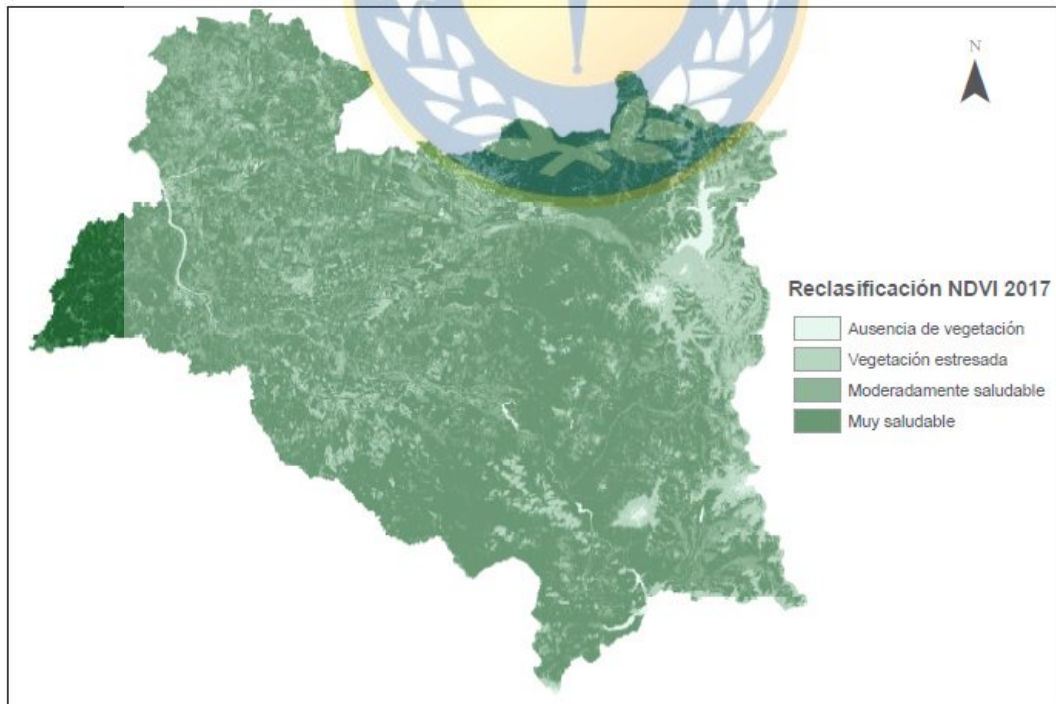 N
Reclasificación NDVI 2017
Ausencia de vegetación
Vegetación estresada
Moderadamente saludable
Muy saludable